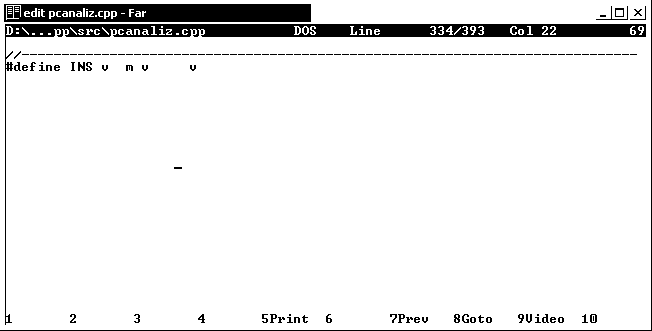 edit pcanaliz.cpp - Far
D:\...pp\src\pcanaliz.cpp DOS Line 334/393 Col 22 69
//-----------------------------------------------------------------------------
#define INS v m v v
1 2 3 4 5Print 6 7Prev 8Goto 9Video 10